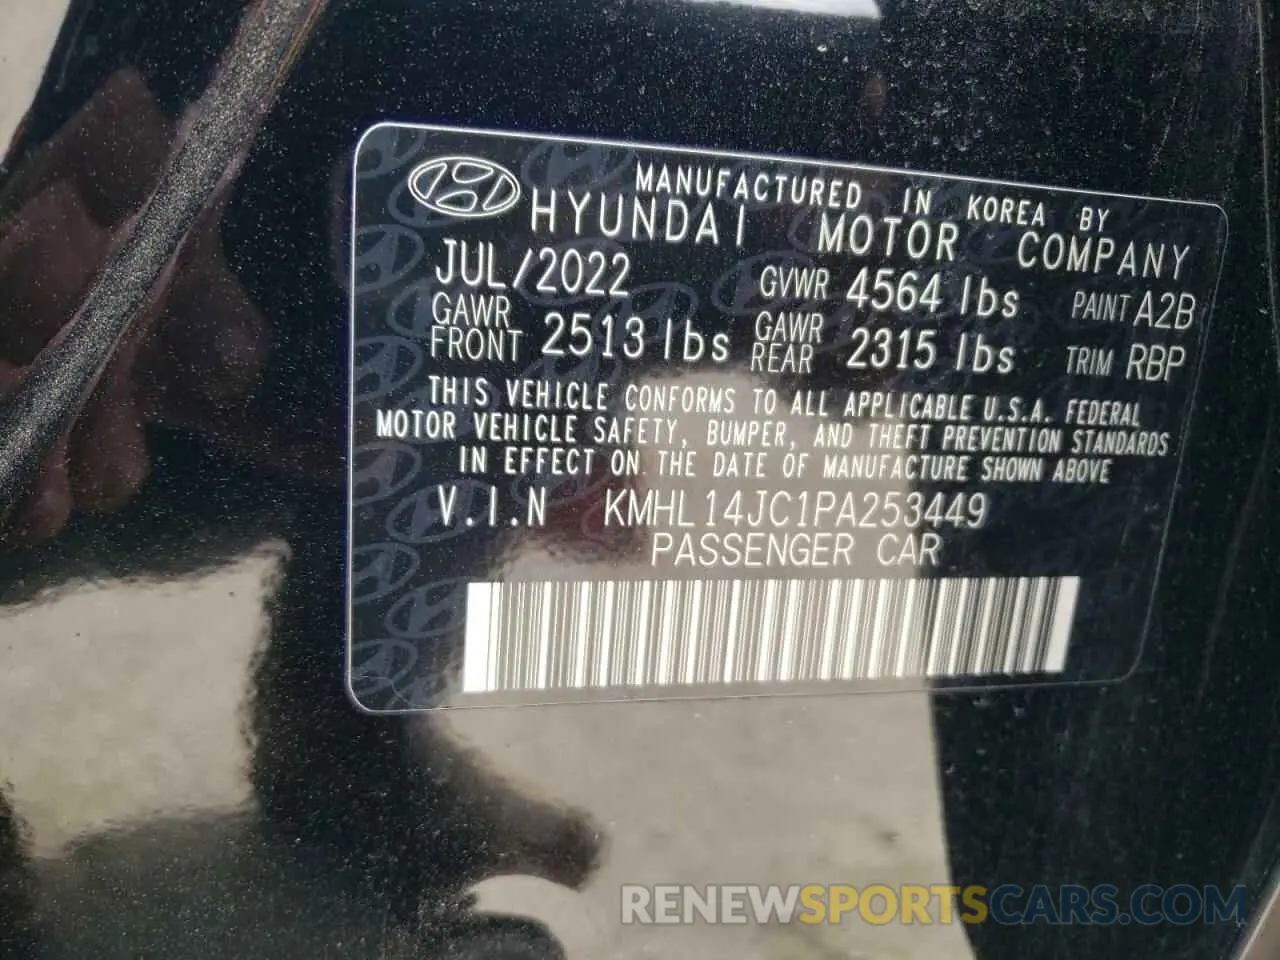 MANUFACTURED IN KOREA BY
HYUNDAI MOTOR COMPANY
JUL/2022 GVWR 4564 lbs PAINT A2B
GAWR FRONT 2513 lbs GAWR REAR 2315 lbs TRIM RBP
THIS VEHICLE CONFORMS TO ALL APPLICABLE U.S.A. FEDERAL
MOTOR VEHICLE SAFETY, BUMPER, AND THEFT PREVENTION STANDARDS
IN EFFECT ON THE DATE OF MANUFACTURE SHOWN ABOVE
V.I.N KMHL14JC1PA253449
PASSENGER CAR
RENEWSPORTSCARS.COM